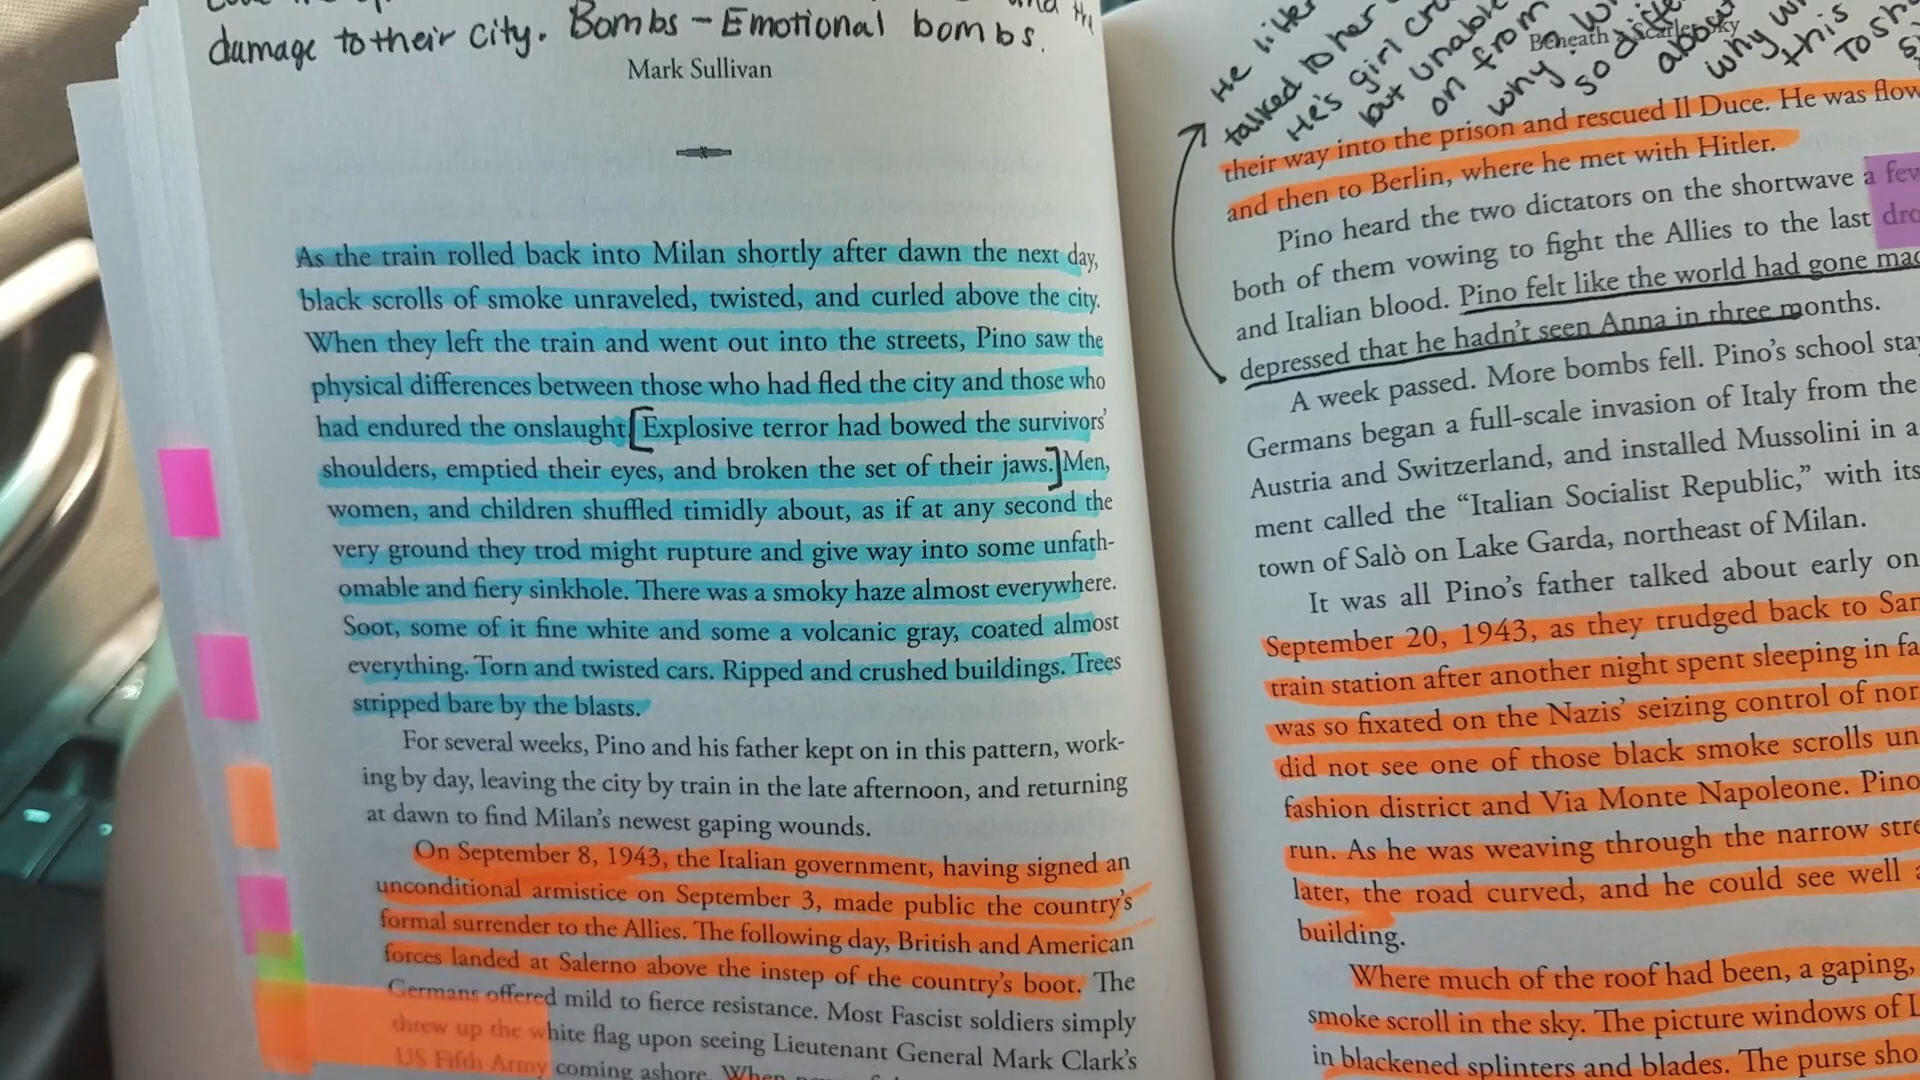 damage to their city. Bombs - Emotional bombs.
Mark Sullivan
As the train rolled back into Milan shortly after dawn the next day,
black scrolls of smoke unraveled, twisted, and curled above the city.
When they left the train and went out into the streets, Pino saw the
physical differences between those who had fled the city and those who
had endured the onslaught. [Explosive terror had bowed the survivors'
shoulders, emptied their eyes, and broken the set of their jaws.] Men,
women, and children shuffled timidly about, as if at any second the
very ground they trod might rupture and give way into some unfath-
omable and fiery sinkhole. There was a smoky haze almost everywhere.
Soot, some of it fine white and some a volcanic gray, coated almost
everything. Torn and twisted cars. Ripped and crushed buildings. Trees
stripped bare by the blasts.
For several weeks, Pino and his father kept on in this pattern, work-
ing by day, leaving the city by train in the late afternoon, and returning
at dawn to find Milan's newest gaping wounds.
On September 8, 1943, the Italian government, having signed an
unconditional armistice on September 3, made public the country's
formal surrender to the Allies. The following day, British and American
forces landed at Salerno above the instep of the country's boot. The
Germans offered mild to fierce resistance. Most Fascist soldiers simply
threw up the white flag upon seeing Lieutenant General Mark Clark's
US Fifth Army coming ashore. When
He
talked to her
He's girl
but unable
on from
why
so
about
why
this
To
Beneath a Scarlet Sky
their way into the prison and rescued Il Duce. He was
and then to Berlin, where he met with Hitler.
Pino heard the two dictators on the shortwave a few
both of them vowing to fight the Allies to the last
and Italian blood. Pino felt like the world had gone
depressed that he hadn't seen Anna in three months.
A week passed. More bombs fell. Pino's school
Germans began a full-scale invasion of Italy from the
Austria and Switzerland, and installed Mussolini in a
ment called the "Italian Socialist Republic," with its
town of Salò on Lake Garda, northeast of Milan.
It was all Pino's father talked about early on
September 20, 1943, as they trudged back to
train station after another night spent sleeping in
was so fixated on the Nazis' seizing control of
did not see one of those black smoke scrolls
fashion district and Via Monte Napoleone. Pino
run. As he was weaving through the narrow
later, the road curved, and he could see well
building.
Where much of the roof had been, a gaping,
smoke scroll in the sky. The picture windows of
in blackened splinters and blades. The purse